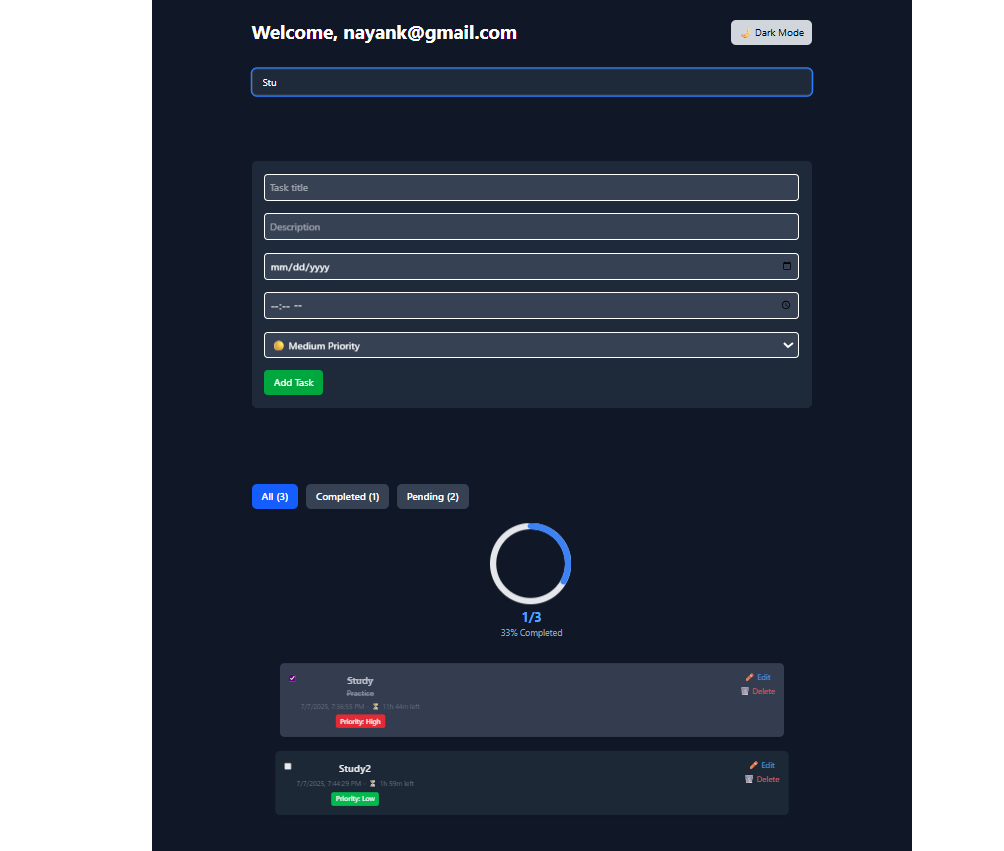 Welcome, nayank@gmail.com
Dark Mode
Stu
Task title
Description
mm/dd/yyyy
--:-- --
Medium Priority
Add Task
All (3)
Completed (1)
Pending (2)
1/3
33% Completed
Study
Practice
7/7/2025, 7:36:55 PM · 11h 44m left
Priority: High
Edit
Delete
Study2
7/7/2025, 7:44:29 PM · 1h 59m left
Priority: Low
Edit
Delete